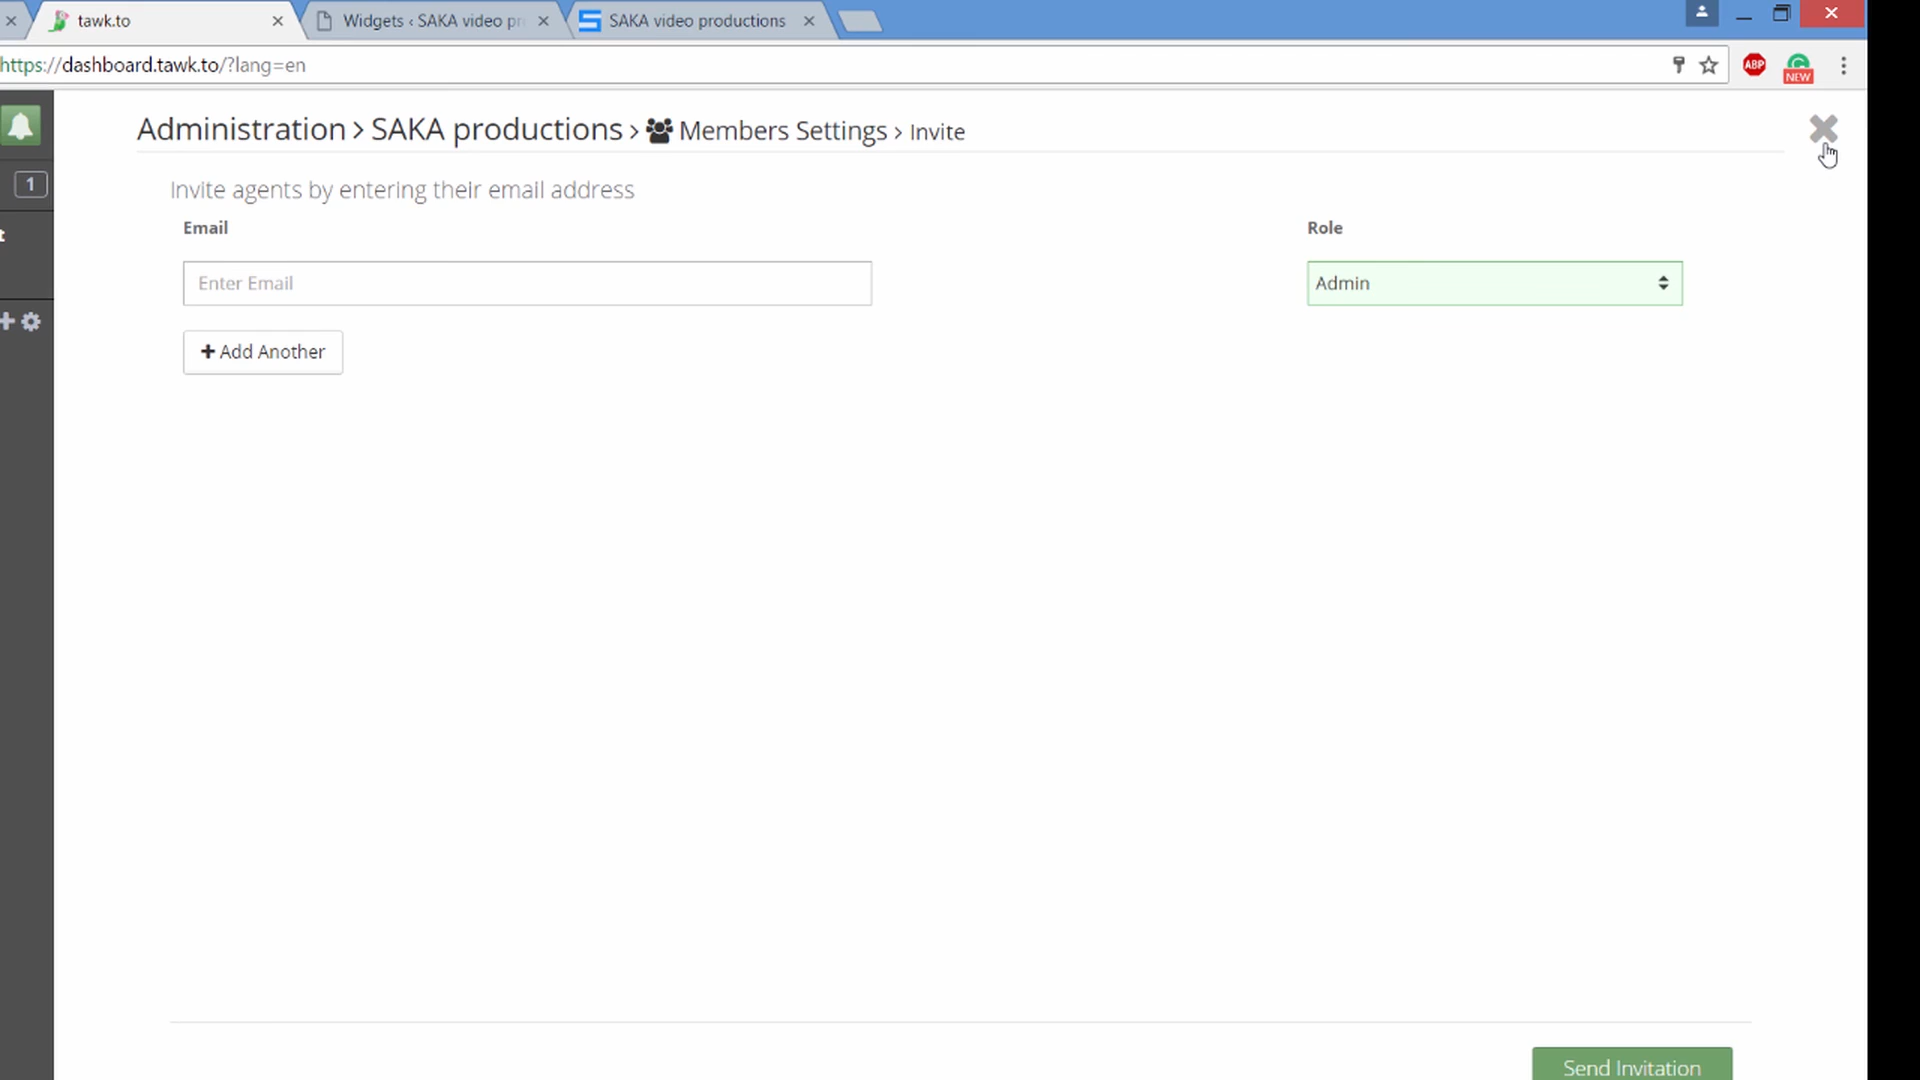 tawk.to
Widgets ‹ SAKA video pr
SAKA video productions
https://dashboard.tawk.to/?lang=en
ABP
NEW
Administration > SAKA productions > Members Settings > Invite
1
Invite agents by entering their email address
t
Email
Role
Enter Email
Admin
Add Another
Send Invitation